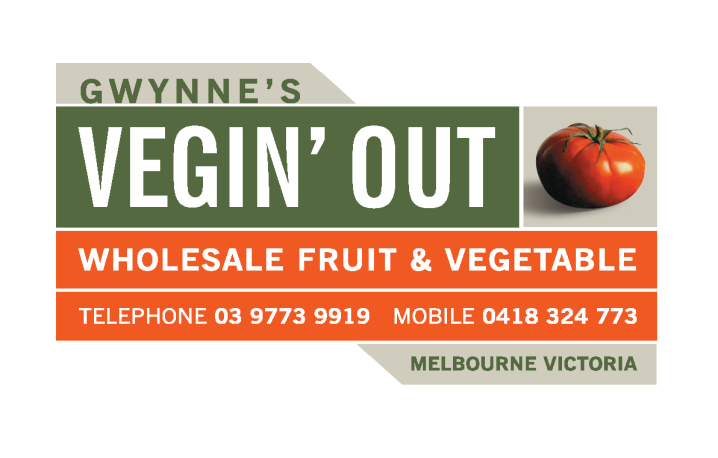 GWYNNE'S
VEGIN' OUT
WHOLESALE FRUIT & VEGETABLE
TELEPHONE 03 9773 9919 MOBILE 0418 324 773
MELBOURNE VICTORIA